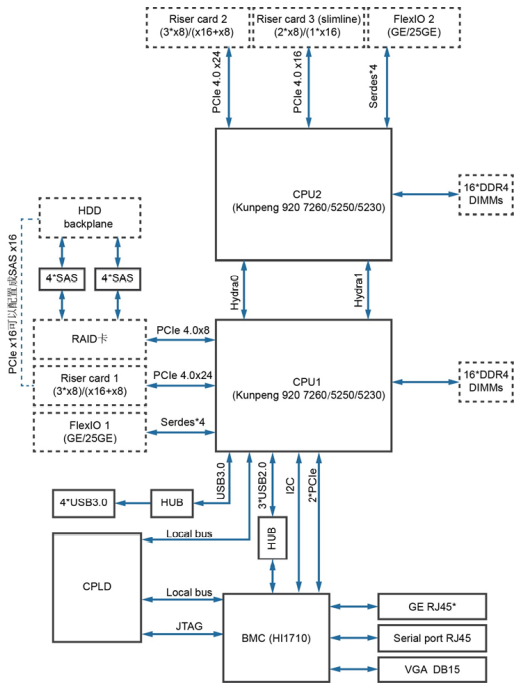 Riser card 2
(3*x8)/(x16+x8)
Riser card 3 (slimline)
(2*x8)/(1*x16)
FlexIO 2
(GE/25GE)
PCIe 4.0 x24
PCIe 4.0 x16
Serdes*4
CPU2
(Kunpeng 920 7260/5250/5230)
16*DDR4
DIMMs
HDD
backplane
4*SAS
4*SAS
PCIe x16可以配置成SAS x16
Hydra0
Hydra1
RAID卡
PCIe 4.0x8
Riser card 1
(3*x8)/(x16+x8)
PCIe 4.0x24
CPU1
(Kunpeng 920 7260/5250/5230)
16*DDR4
DIMMs
FlexIO 1
(GE/25GE)
Serdes*4
USB3.0
3*USB2.0
I2C
2*PCIe
4*USB3.0
HUB
HUB
Local bus
CPLD
Local bus
JTAG
BMC (HI1710)
GE RJ45*
Serial port RJ45
VGA DB15